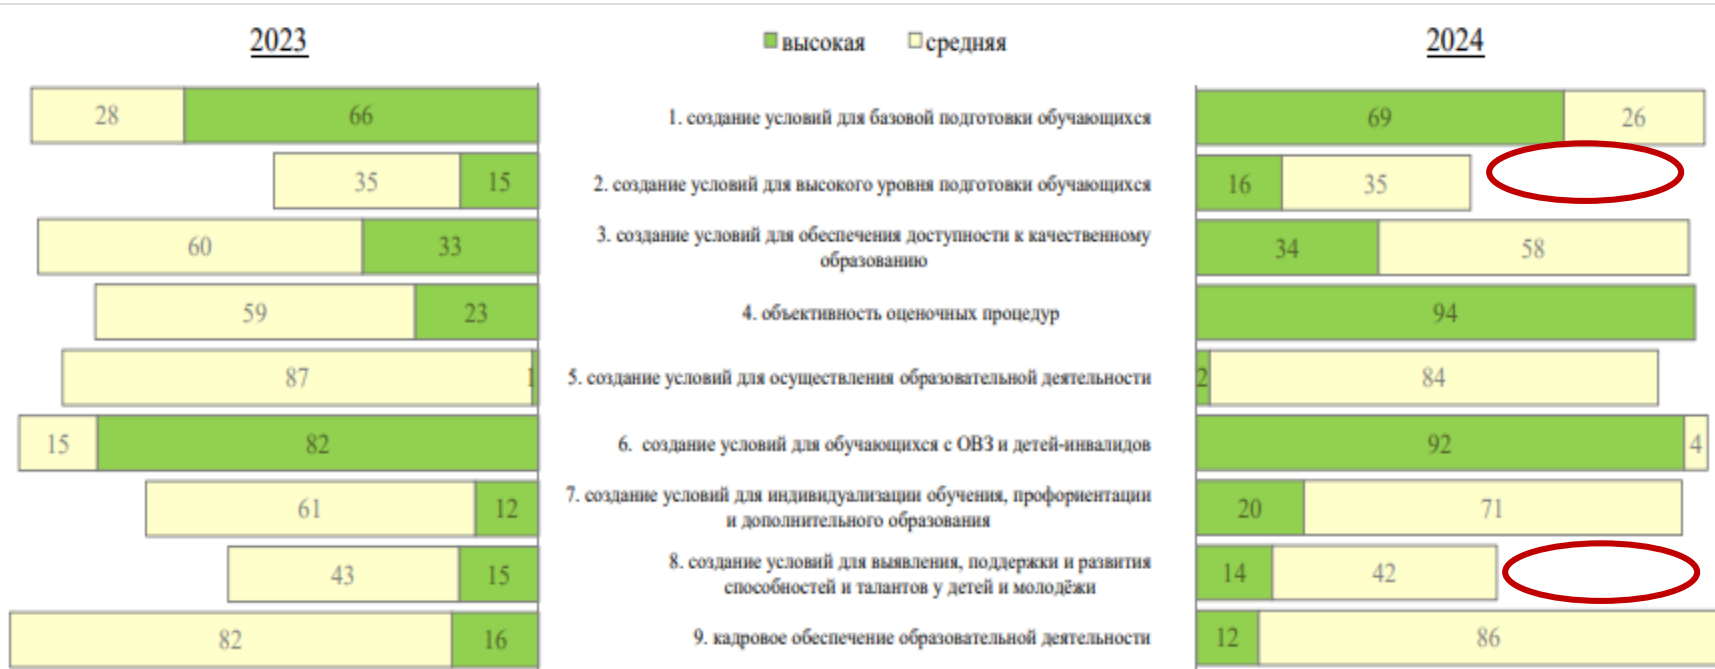 2023
высокая средняя
2024
28 66
1. создание условий для базовой подготовки обучающихся
69 26
35 15
2. создание условий для высокого уровня подготовки обучающихся
16 35
60 33
3. создание условий для обеспечения доступности к качественному
образованию
34 58
59 23
4. объективность оценочных процедур
94
87 1
5. создание условий для осуществления образовательной деятельности
2 84
15 82
6. создание условий для обучающихся с ОВЗ и детей-инвалидов
92 4
61 12
7. создание условий для индивидуализации обучения, профориентации
и дополнительного образования
20 71
43 15
8. создание условий для выявления, поддержки и развития
способностей и талантов у детей и молодёжи
14 42
82 16
9. кадровое обеспечение образовательной деятельности
12 86